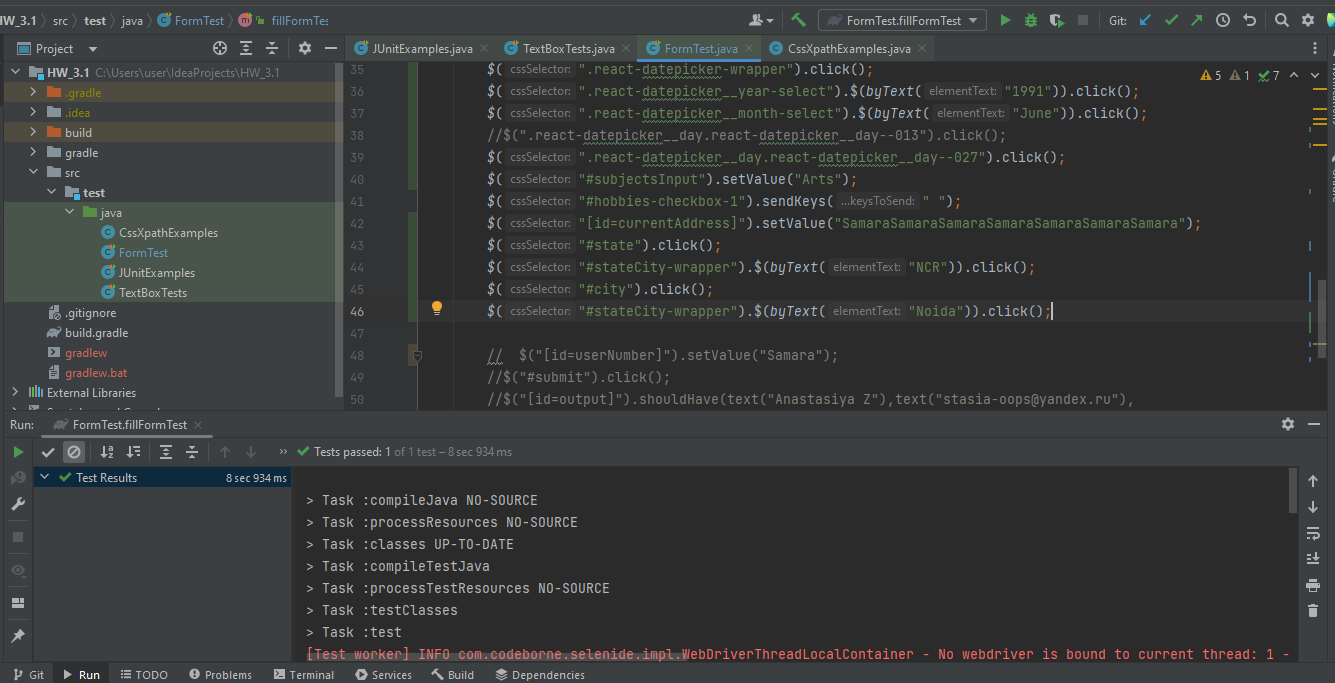 HW_3.1 > src > test > java > FormTest > fillFormTes
FormTest.fillFormTest
Git:
Project
JUnitExamples.java
TextBoxTests.java
FormTest.java
CssXpathExamples.java
HW_3.1 C:\Users\user\IdeaProjects\HW_3.1
.gradle
.idea
build
gradle
src
test
java
CssXpathExamples
FormTest
JUnitExamples
TextBoxTests
.gitignore
build.gradle
gradlew
gradlew.bat
External Libraries
5 1 7
35 $( cssSelector: ".react-datepicker-wrapper").click();
36 $( cssSelector: ".react-datepicker__year-select").$(byText( elementText: "1991")).click();
37 $( cssSelector: ".react-datepicker__month-select").$(byText( elementText: "June")).click();
38 //$(".react-datepicker__day.react-datepicker__day--013").click();
39 $( cssSelector: ".react-datepicker__day.react-datepicker__day--027").click();
40 $( cssSelector: "#subjectsInput").setValue("Arts");
41 $( cssSelector: "#hobbies-checkbox-1").sendKeys( ...keysToSend: " ");
42 $( cssSelector: "[id=currentAddress]").setValue("SamaraSamaraSamaraSamaraSamaraSamaraSamara");
43 $( cssSelector: "#state").click();
44 $( cssSelector: "#stateCity-wrapper").$(byText( elementText: "NCR")).click();
45 $( cssSelector: "#city").click();
46 $( cssSelector: "#stateCity-wrapper").$(byText( elementText: "Noida")).click();
47
48 // $("[id=userNumber]").setValue("Samara");
49 //$("#submit").click();
50 //$("[id=output]").shouldHave(text("Anastasiya Z"),text("stasia-oops@yandex.ru"),
Run: FormTest.fillFormTest
Tests passed: 1 of 1 test – 8 sec 934 ms
Test Results 8 sec 934 ms
> Task :compileJava NO-SOURCE
> Task :processResources NO-SOURCE
> Task :classes UP-TO-DATE
> Task :compileTestJava
> Task :processTestResources NO-SOURCE
> Task :testClasses
> Task :test
[Test worker] INFO com.codeborne.selenide.impl.WebDriverThreadLocalContainer - No webdriver is bound to current thread: 1 -
Git
Run
TODO
Problems
Terminal
Services
Build
Dependencies